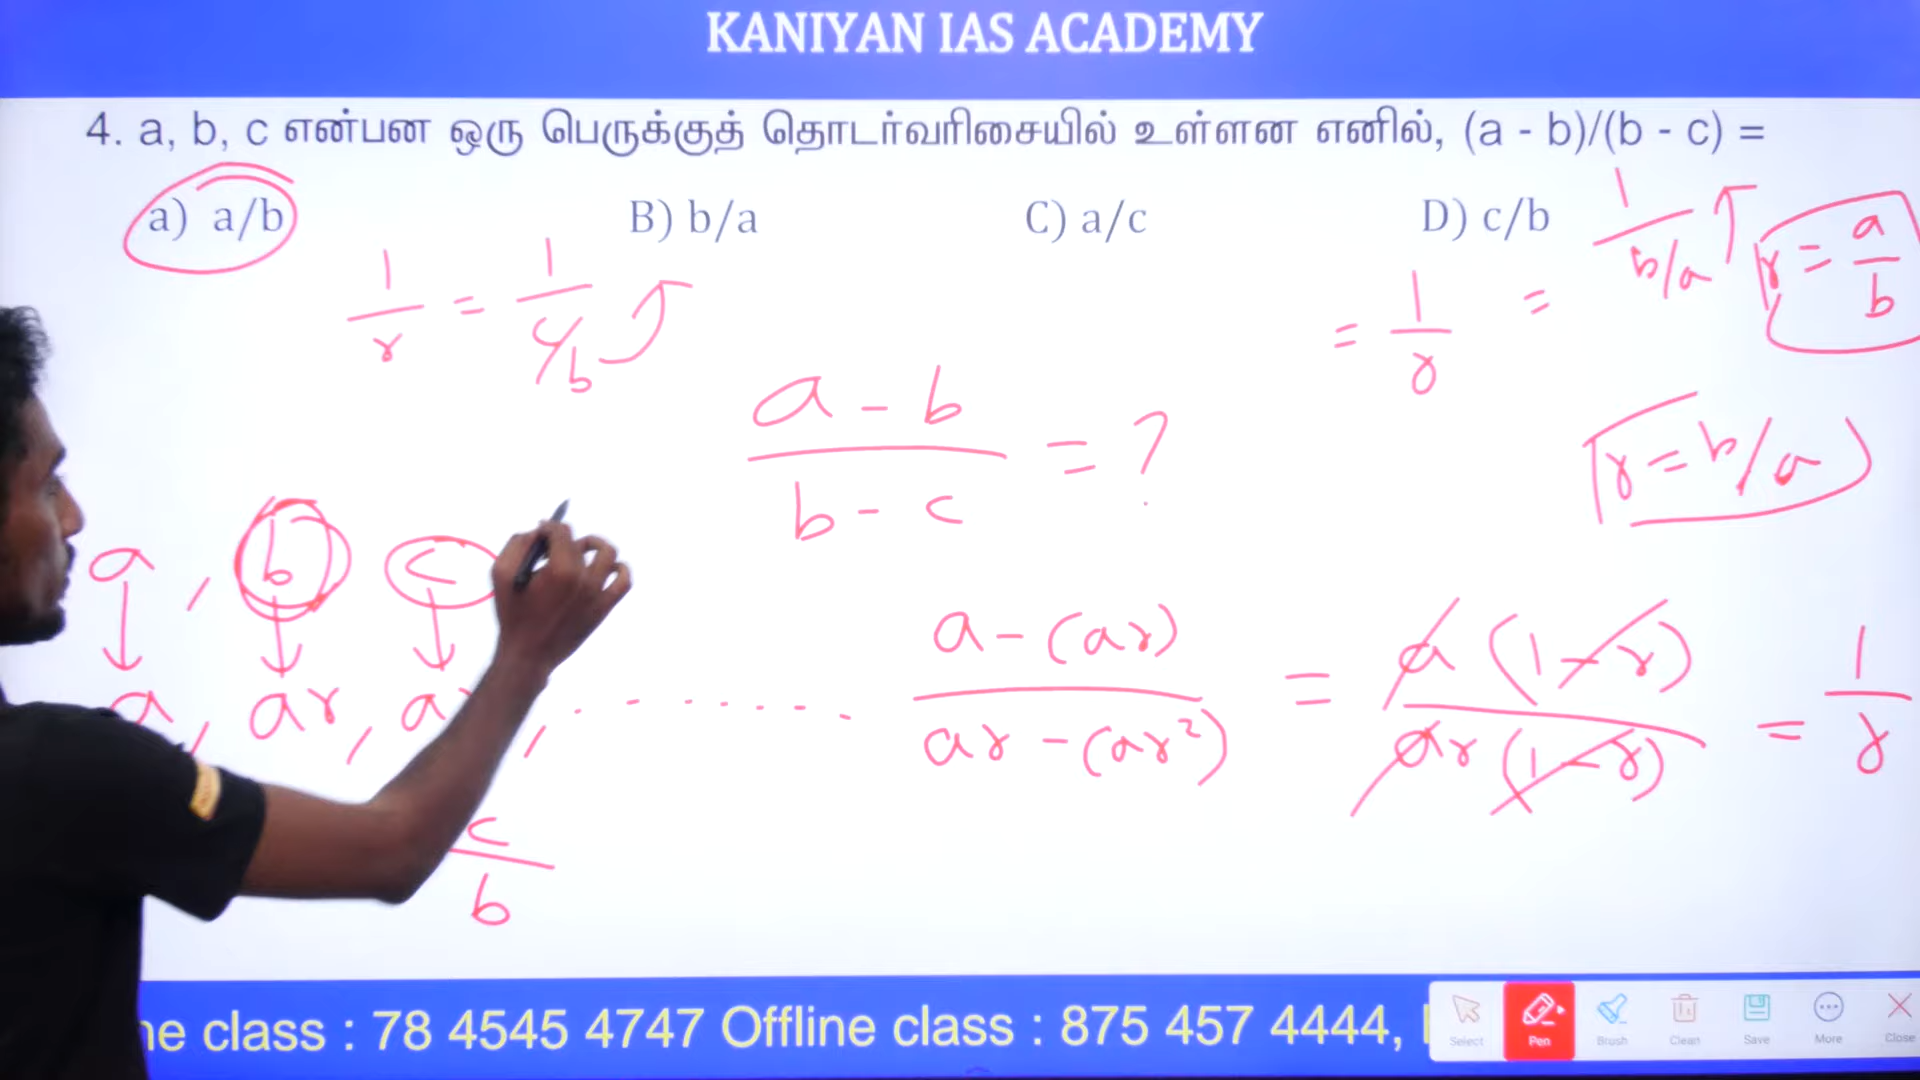 KANIYAN IAS ACADEMY
4. a, b, c என்பன ஒரு பெருக்குத் தொடர்வரிசையில் உள்ளன எனில், (a - b)/(b - c) =
a) a/b B) b/a C) a/c D) c/b
1/r = 1/(c/b)
= 1/r = 1/(b/a)
r = a/b
(a - b)/(b - c) = ?
r = b/a
a, b c
(a - (ar))/(ar - (ar²)) = a(1 - r)/ar(1 - r) = 1/r
a, ar, a , .......
c/b
ne class : 78 4545 4747 Offline class : 875 457 4444,
Select Pen Brush Clean Save More Close